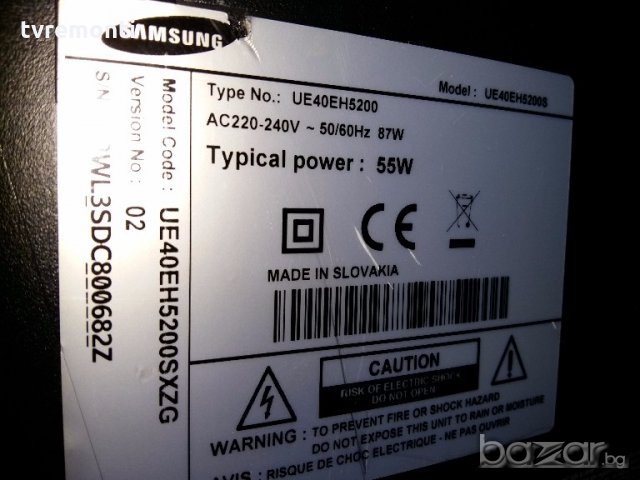 tvremont
SAMSUNG
Type No.: UE40EH5200
Model : UE40EH5200S
AC220-240V ~ 50/60Hz 87W
Typical power : 55W
CE
MADE IN SLOVAKIA
CAUTION
RISK OF ELECTRIC SHOCK
DO NOT OPEN
WARNING : TO PREVENT FIRE OR SHOCK HAZARD
DO NOT EXPOSE THIS UNIT TO RAIN OR MOISTURE
AVIS : RISQUE DE CHOC ELECTRIQUE - NE PAS OUVRIR
Model Code : UE40EH5200SXZG
Version No : 02
S/N
WL3SDC800682Z
bазар.bg